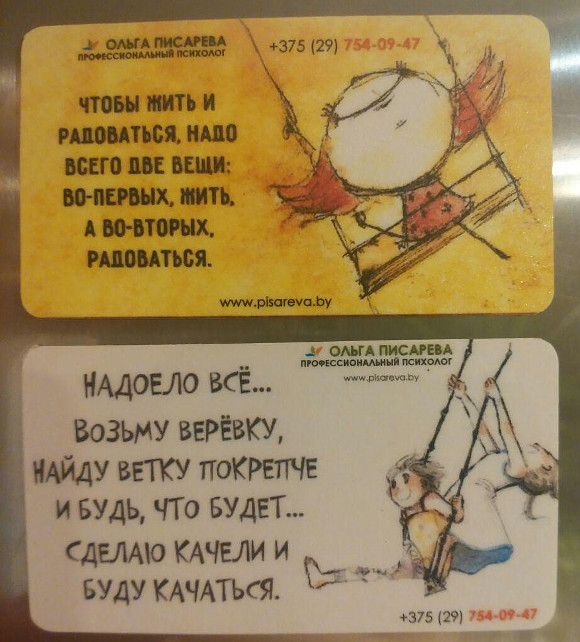 ОЛЬГА ПИСАРЕВА
ПРОФЕССИОНАЛЬНЫЙ ПСИХОЛОГ
+375 (29) 754-09-47
ЧТОБЫ ЖИТЬ И
РАДОВАТЬСЯ, НАДО
ВСЕГО ДВЕ ВЕЩИ:
ВО-ПЕРВЫХ, ЖИТЬ,
А ВО-ВТОРЫХ,
РАДОВАТЬСЯ.
www.pisareva.by
ОЛЬГА ПИСАРЕВА
ПРОФЕССИОНАЛЬНЫЙ ПСИХОЛОГ
www.pisareva.by
НАДОЕЛО ВСЁ...
ВОЗЬМУ ВЕРЁВКУ,
НАЙДУ ВЕТКУ ПОКРЕПЧЕ
И БУДЬ, ЧТО БУДЕТ...
СДЕЛАЮ КАЧЕЛИ И
БУДУ КАЧАТЬСЯ.
+375 (29) 754-09-47